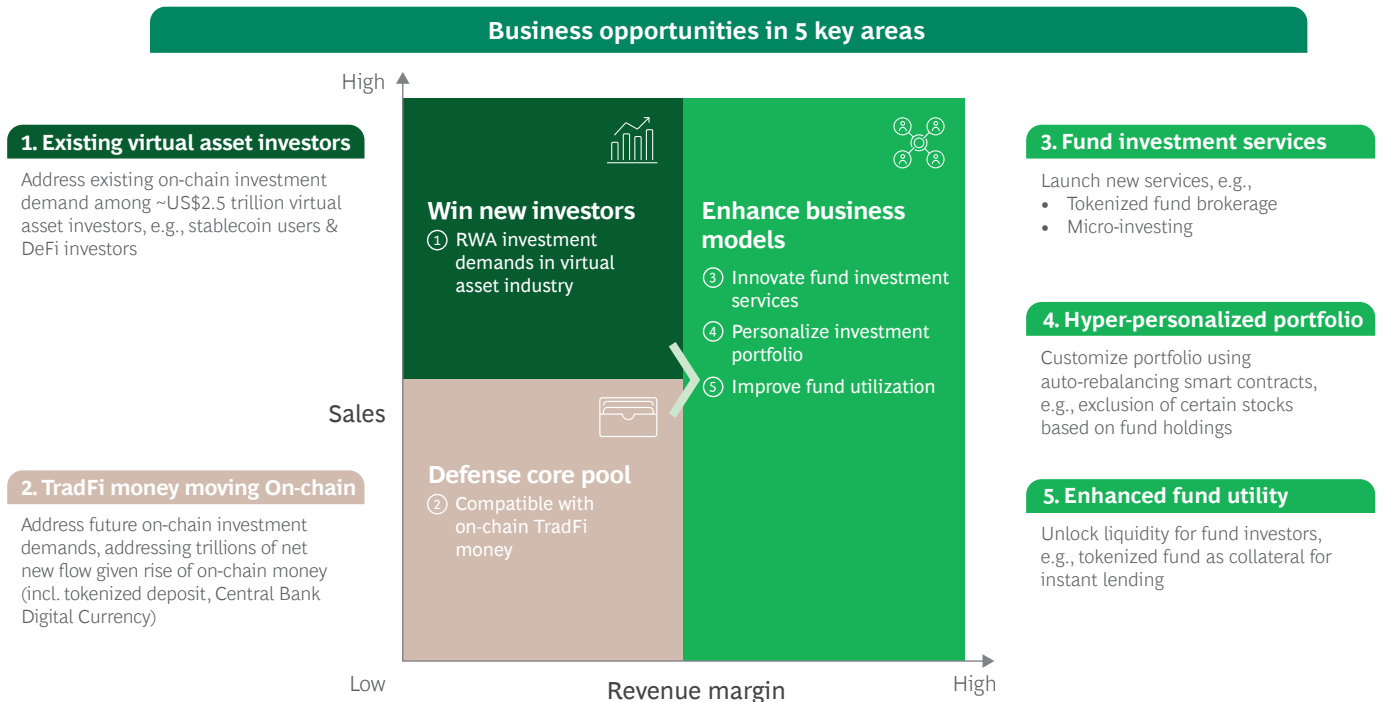 Business opportunities in 5 key areas
High
1. Existing virtual asset investors
Address existing on-chain investment
demand among ~US$2.5 trillion virtual
asset investors, e.g., stablecoin users &
DeFi investors
2. TradFi money moving On-chain
Address future on-chain investment
demands, addressing trillions of net
new flow given rise of on-chain money
(incl. tokenized deposit, Central Bank
Digital Currency)
Sales
Low
Win new investors
① RWA investment
demands in virtual
asset industry
Defense core pool
② Compatible with
on-chain TradFi
money
Enhance business
models
③ Innovate fund investment
services
④ Personalize investment
portfolio
⑤ Improve fund utilization
Revenue margin
High
3. Fund investment services
Launch new services, e.g.,
• Tokenized fund brokerage
• Micro-investing
4. Hyper-personalized portfolio
Customize portfolio using
auto-rebalancing smart contracts,
e.g., exclusion of certain stocks
based on fund holdings
5. Enhanced fund utility
Unlock liquidity for fund investors,
e.g., tokenized fund as collateral for
instant lending